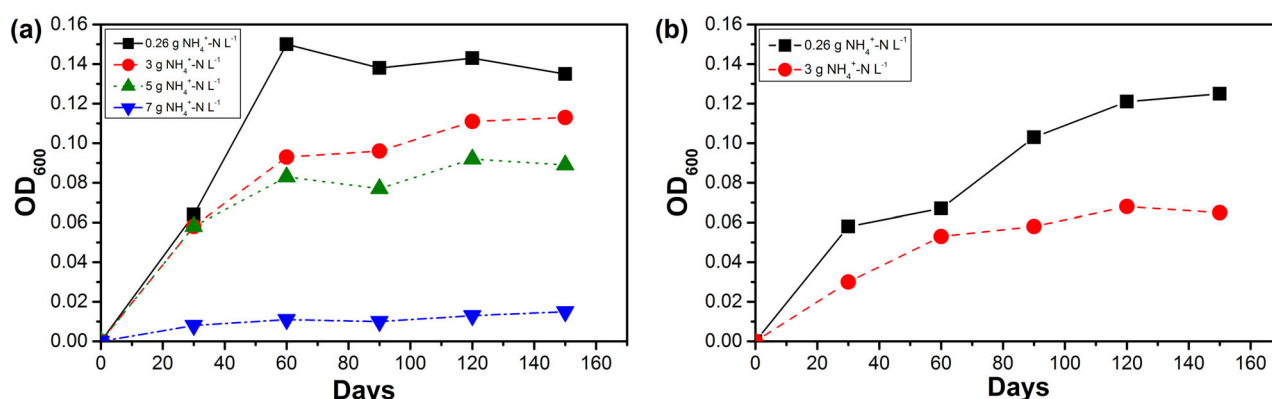 (a)
0.26 g NH₄⁺-N L⁻¹
3 g NH₄⁺-N L⁻¹
5 g NH₄⁺-N L⁻¹
7 g NH₄⁺-N L⁻¹
OD₆₀₀
0.16
0.14
0.12
0.10
0.08
0.06
0.04
0.02
0.00
0 20 40 60 80 100 120 140 160
Days
(b)
0.26 g NH₄⁺-N L⁻¹
3 g NH₄⁺-N L⁻¹
OD₆₀₀
0.16
0.14
0.12
0.10
0.08
0.06
0.04
0.02
0.00
0 20 40 60 80 100 120 140 160
Days